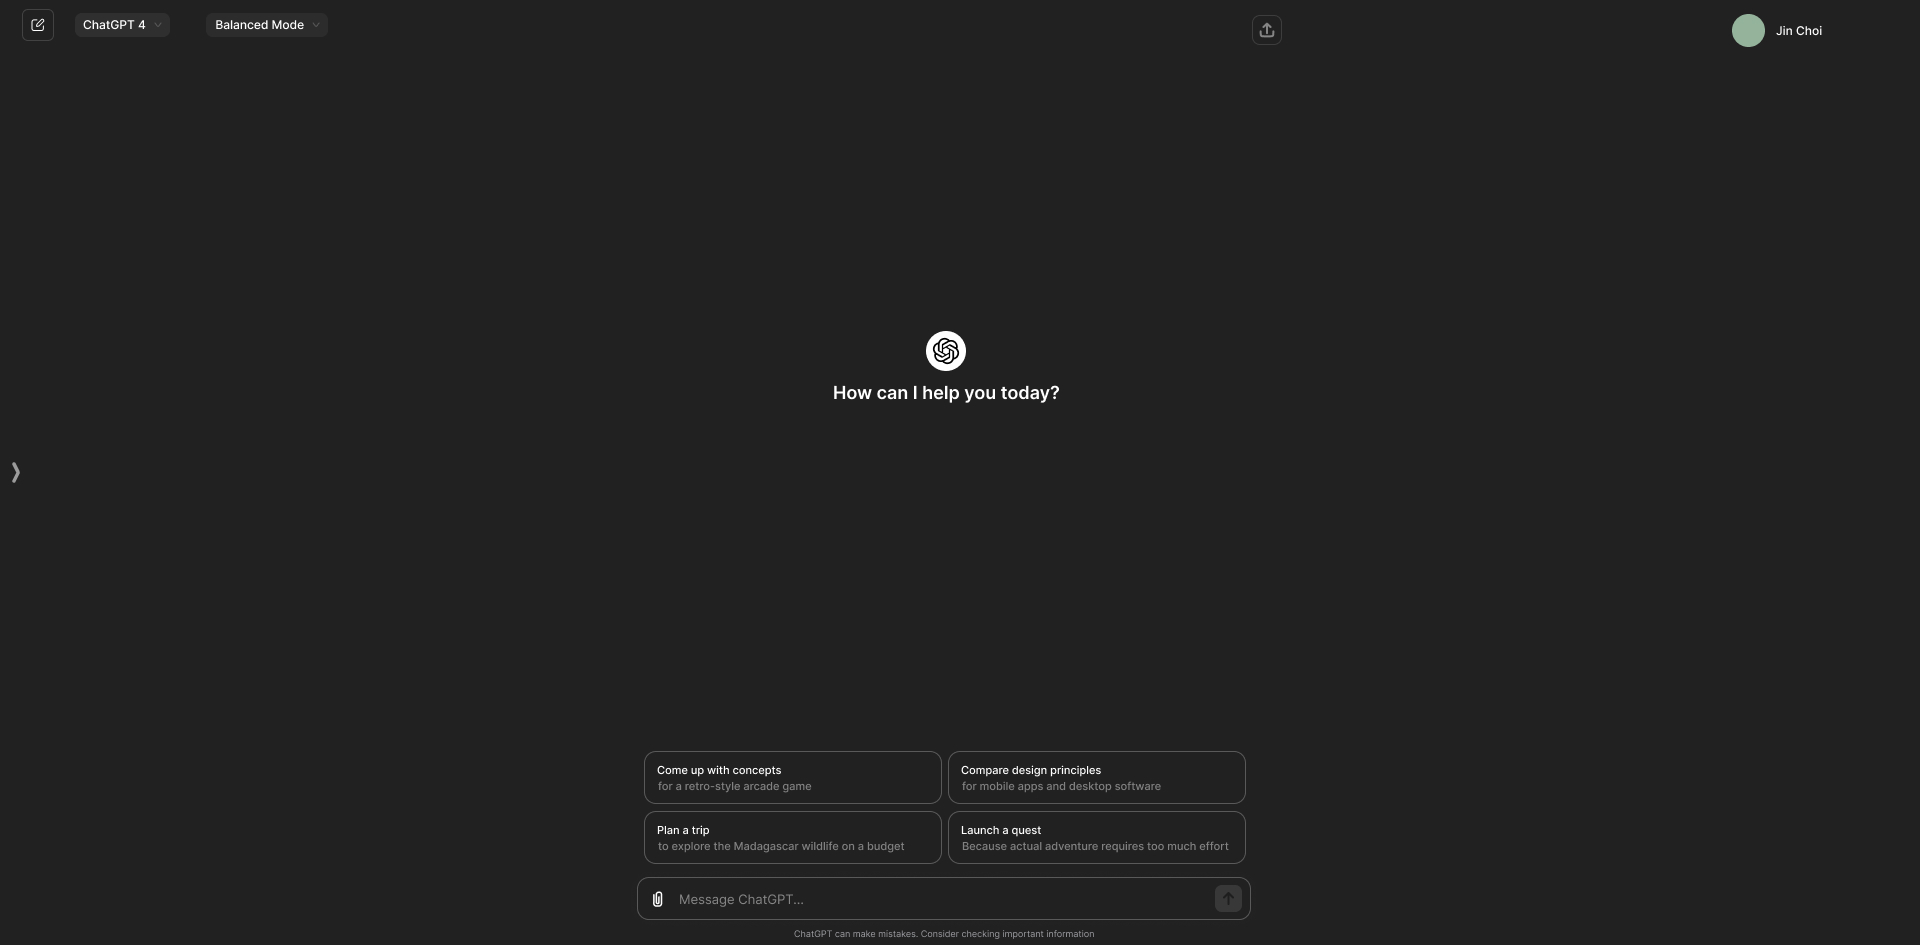 ChatGPT 4
Balanced Mode
Jin Choi
How can I help you today?
Come up with concepts
for a retro-style arcade game
Compare design principles
for mobile apps and desktop software
Plan a trip
to explore the Madagascar wildlife on a budget
Launch a quest
Because actual adventure requires too much effort
Message ChatGPT...
ChatGPT can make mistakes. Consider checking important information